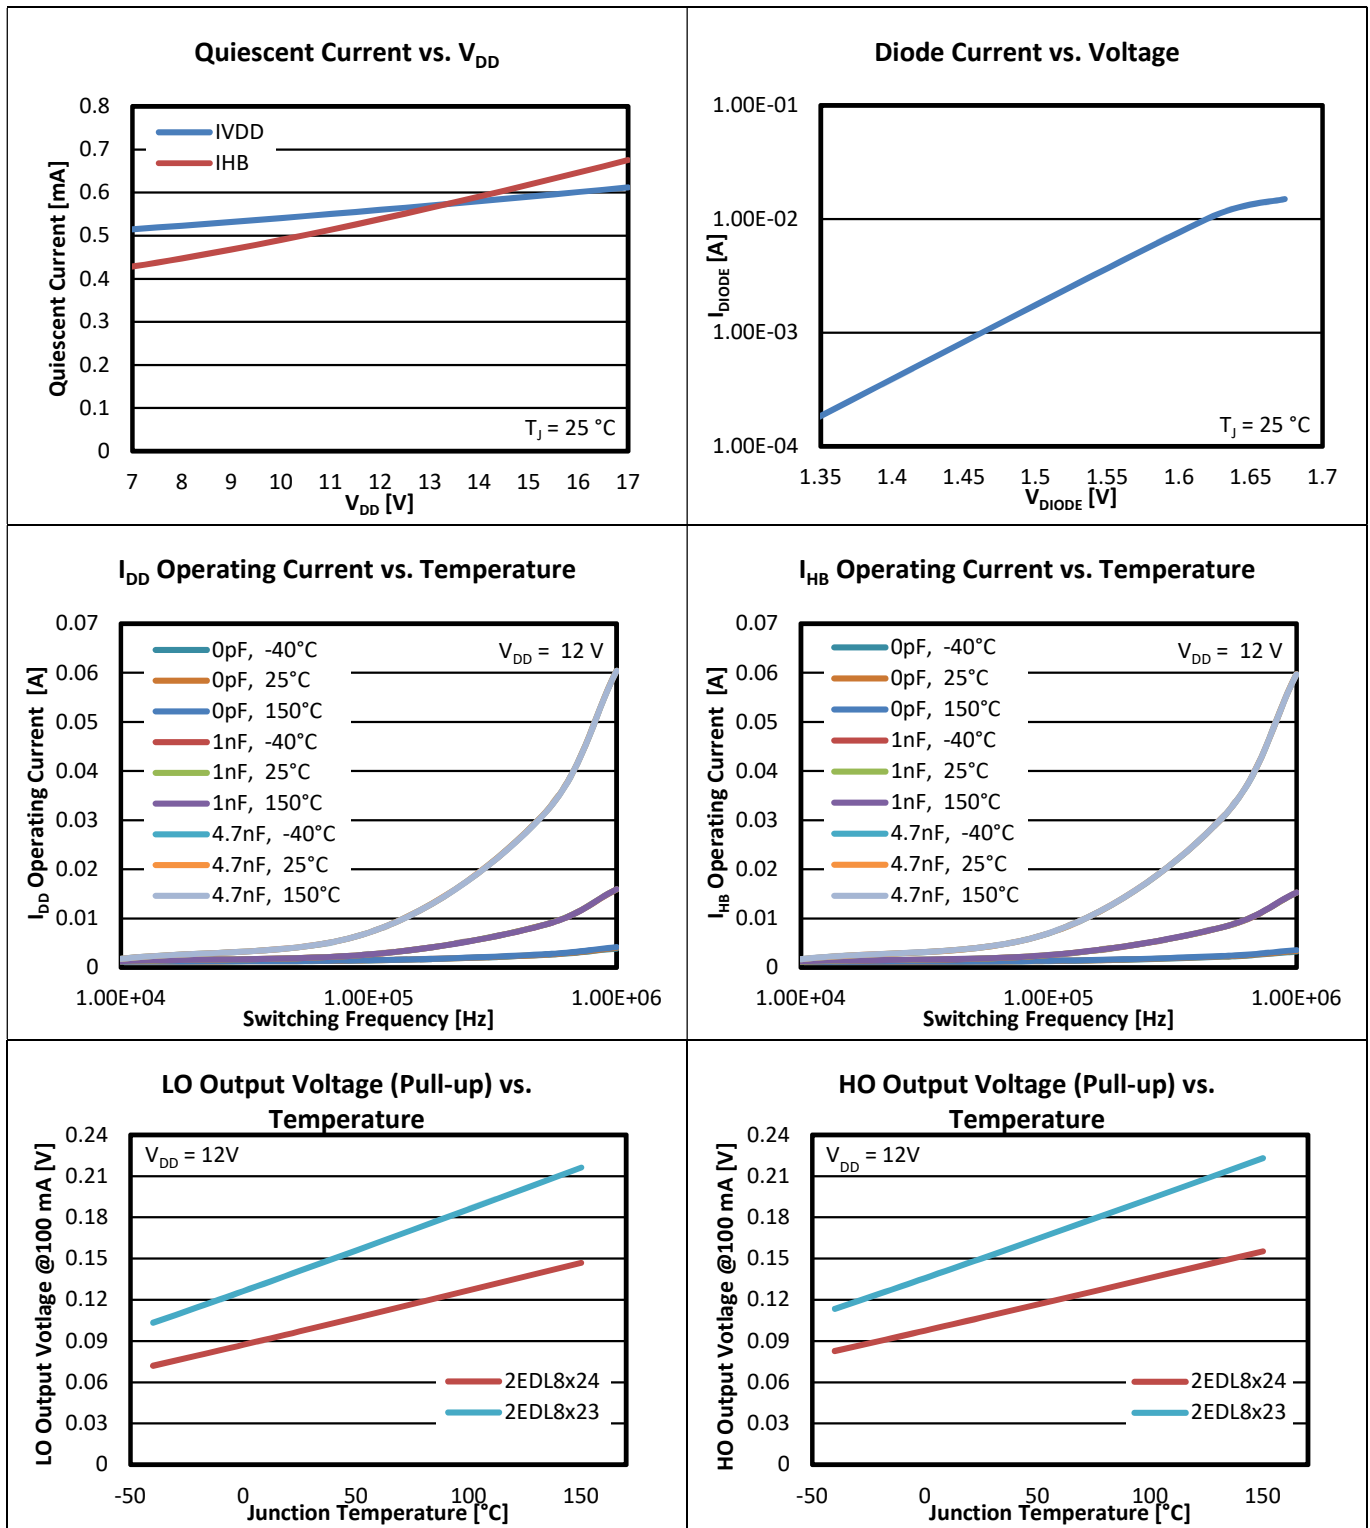 Quiescent Current vs. VDD
Quiescent Current [mA]
0.8
0.7
0.6
0.5
0.4
0.3
0.2
0.1
0
IVDD
IHB
TJ = 25 °C
7 8 9 10 11 12 13 14 15 16 17
VDD [V]
Diode Current vs. Voltage
IDIODE [A]
1.00E-01
1.00E-02
1.00E-03
1.00E-04
TJ = 25 °C
1.35 1.4 1.45 1.5 1.55 1.6 1.65 1.7
VDIODE [V]
IDD Operating Current vs. Temperature
IDD Operating Current [A]
0.07
0.06
0.05
0.04
0.03
0.02
0.01
0
0pF, -40°C
0pF, 25°C
0pF, 150°C
1nF, -40°C
1nF, 25°C
1nF, 150°C
4.7nF, -40°C
4.7nF, 25°C
4.7nF, 150°C
VDD = 12 V
1.00E+04 1.00E+05 1.00E+06
Switching Frequency [Hz]
IHB Operating Current vs. Temperature
IHB Operating Current [A]
0.07
0.06
0.05
0.04
0.03
0.02
0.01
0
0pF, -40°C
0pF, 25°C
0pF, 150°C
1nF, -40°C
1nF, 25°C
1nF, 150°C
4.7nF, -40°C
4.7nF, 25°C
4.7nF, 150°C
VDD = 12 V
1.00E+04 1.00E+05 1.00E+06
Switching Frequency [Hz]
LO Output Voltage (Pull-up) vs.
Temperature
LO Output Votlage @100 mA [V]
0.24
0.21
0.18
0.15
0.12
0.09
0.06
0.03
0
VDD = 12V
2EDL8x24
2EDL8x23
-50 0 50 100 150
Junction Temperature [°C]
HO Output Voltage (Pull-up) vs.
Temperature
HO Output Votlage @100 mA [V]
0.24
0.21
0.18
0.15
0.12
0.09
0.06
0.03
0
VDD = 12V
2EDL8x24
2EDL8x23
-50 0 50 100 150
Junction Temperature [°C]